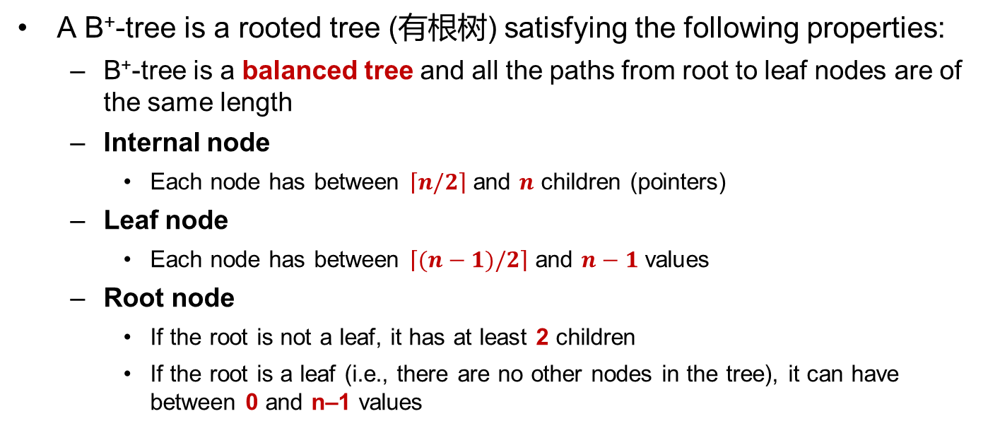 • A B⁺-tree is a rooted tree (有根树) satisfying the following properties:
– B⁺-tree is a balanced tree and all the paths from root to leaf nodes are of
the same length
– Internal node
• Each node has between ⌈n/2⌉ and n children (pointers)
– Leaf node
• Each node has between ⌈(n − 1)/2⌉ and n − 1 values
– Root node
• If the root is not a leaf, it has at least 2 children
• If the root is a leaf (i.e., there are no other nodes in the tree), it can have
between 0 and n–1 values